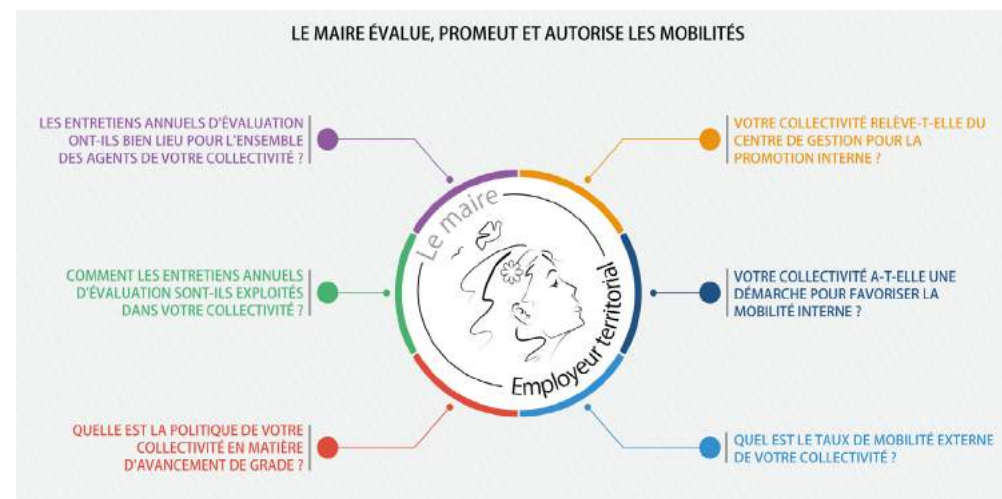 LE MAIRE ÉVALUE, PROMEUT ET AUTORISE LES MOBILITÉS
LES ENTRETIENS ANNUELS D'ÉVALUATION
ONT-ILS BIEN LIEU POUR L'ENSEMBLE
DES AGENTS DE VOTRE COLLECTIVITÉ ?
VOTRE COLLECTIVITÉ RELÈVE-T-ELLE DU
CENTRE DE GESTION POUR LA
PROMOTION INTERNE ?
Le maire
COMMENT LES ENTRETIENS ANNUELS
D'ÉVALUATION SONT-ILS EXPLOITÉS
DANS VOTRE COLLECTIVITÉ ?
VOTRE COLLECTIVITÉ A-T-ELLE UNE
DÉMARCHE POUR FAVORISER LA
MOBILITÉ INTERNE ?
Employeur territorial
QUELLE EST LA POLITIQUE DE VOTRE
COLLECTIVITÉ EN MATIÈRE
D'AVANCEMENT DE GRADE ?
QUEL EST LE TAUX DE MOBILITÉ EXTERNE
DE VOTRE COLLECTIVITÉ ?